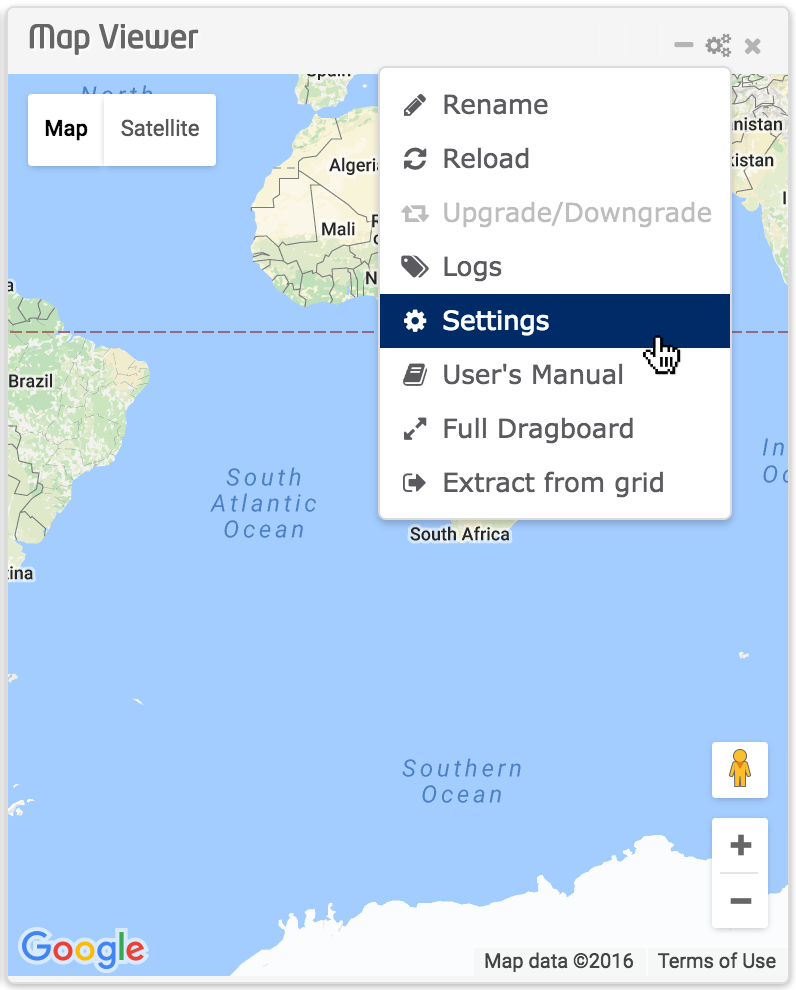 Map Viewer
North
Spain
Map
Satellite
Rename
Reload
Upgrade/Downgrade
Logs
Settings
User's Manual
Full Dragboard
Extract from grid
Algeri
Mali
N
nistan
kistan
a
Brazil
South
Atlantic
Ocean
In
Oc
South Africa
tina
Southern
Ocean
+
−
Google
Map data ©2016
Terms of Use